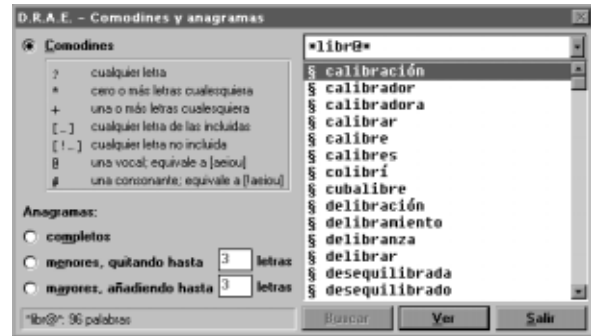 D.R.A.E. - Comodines y anagramas
Comodines
? cualquier letra
* cero o más letras cualesquiera
+ una o más letras cualesquiera
[…] cualquier letra de las incluidas
[!…] cualquier letra no incluida
@ una vocal; equivale a [aeiou]
# una consonante; equivale a [!aeiou]
Anagramas:
completos
menores, quitando hasta 3 letras
mayores, añadiendo hasta 3 letras
*libr@*: 96 palabras
*libr@*
§ calibración
§ calibrador
§ calibradora
§ calibrar
§ calibre
§ calibres
§ colibrí
§ cubalibre
§ delibración
§ delibramiento
§ delibranza
§ delibrar
§ desequilibrada
§ desequilibrado
Buscar Ver Salir